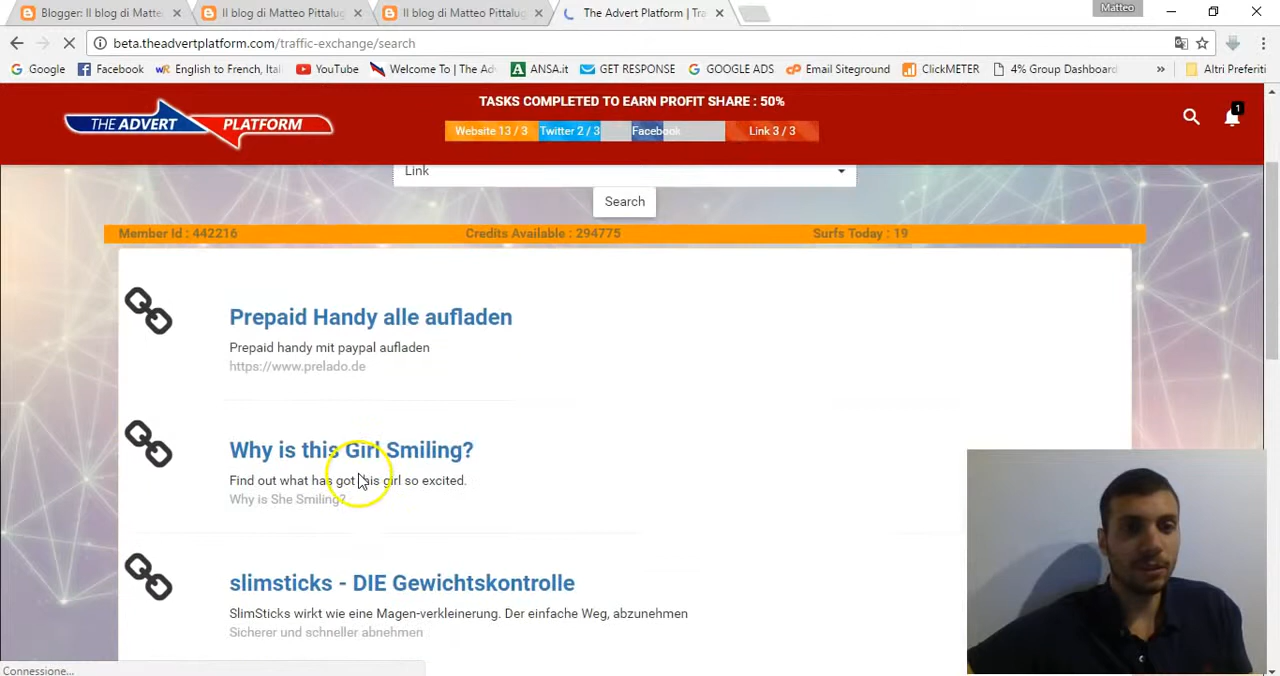 Blogger: Il blog di Matte
Il blog di Matteo Pittalug
Il blog di Matteo Pittalug
The Advert Platform | Tra
Matteo
beta.theadvertplatform.com/traffic-exchange/search
Google
Facebook
English to French, Ital
YouTube
Welcome To | The Adv
ANSA.it
GET RESPONSE
GOOGLE ADS
Email Siteground
ClickMETER
4% Group Dashboard
Altri Preferiti
THE ADVERT PLATFORM
TASKS COMPLETED TO EARN PROFIT SHARE : 50%
Website 13 / 3
Twitter 2 / 3
Facebook
Link 3 / 3
1
Link
Search
Member Id : 442216
Credits Available : 294775
Surfs Today : 19
Prepaid Handy alle aufladen
Prepaid handy mit paypal aufladen
https://www.prelado.de
Why is this Girl Smiling?
Find out what has got this girl so excited.
Why is She Smiling?
slimsticks - DIE Gewichtskontrolle
SlimSticks wirkt wie eine Magen-verkleinerung. Der einfache Weg, abzunehmen
Sicherer und schneller abnehmen
Connessione...